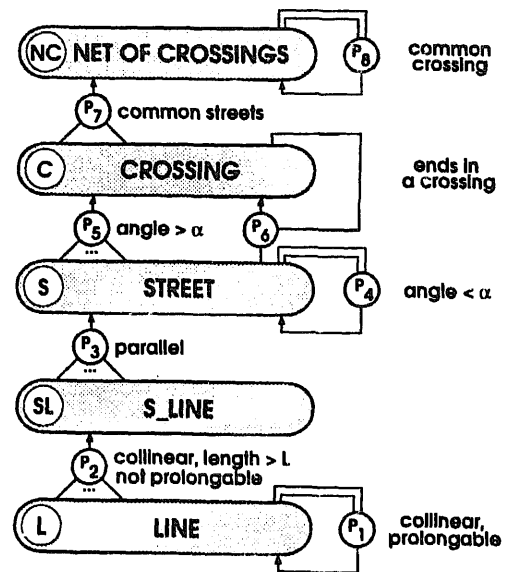 NC NET OF CROSSINGS
P8
common
crossing
P7 common streets
C CROSSING
ends in
a crossing
P5 angle > α
...
P6
S STREET
P4
angle < α
P3 parallel
...
SL S_LINE
P2 collinear, length > L
not prolongable
...
L LINE
P1
collinear,
prolongable